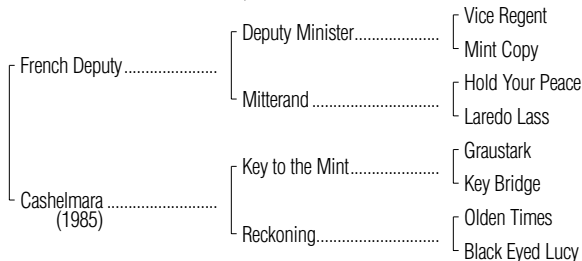 Vice Regent
Deputy Minister....................
Mint Copy
French Deputy......................
Hold Your Peace
Mitterand ..............................
Laredo Lass
Graustark
Key to the Mint.....................
Key Bridge
Cashelmara ..........................
(1985)
Olden Times
Reckoning.............................
Black Eyed Lucy